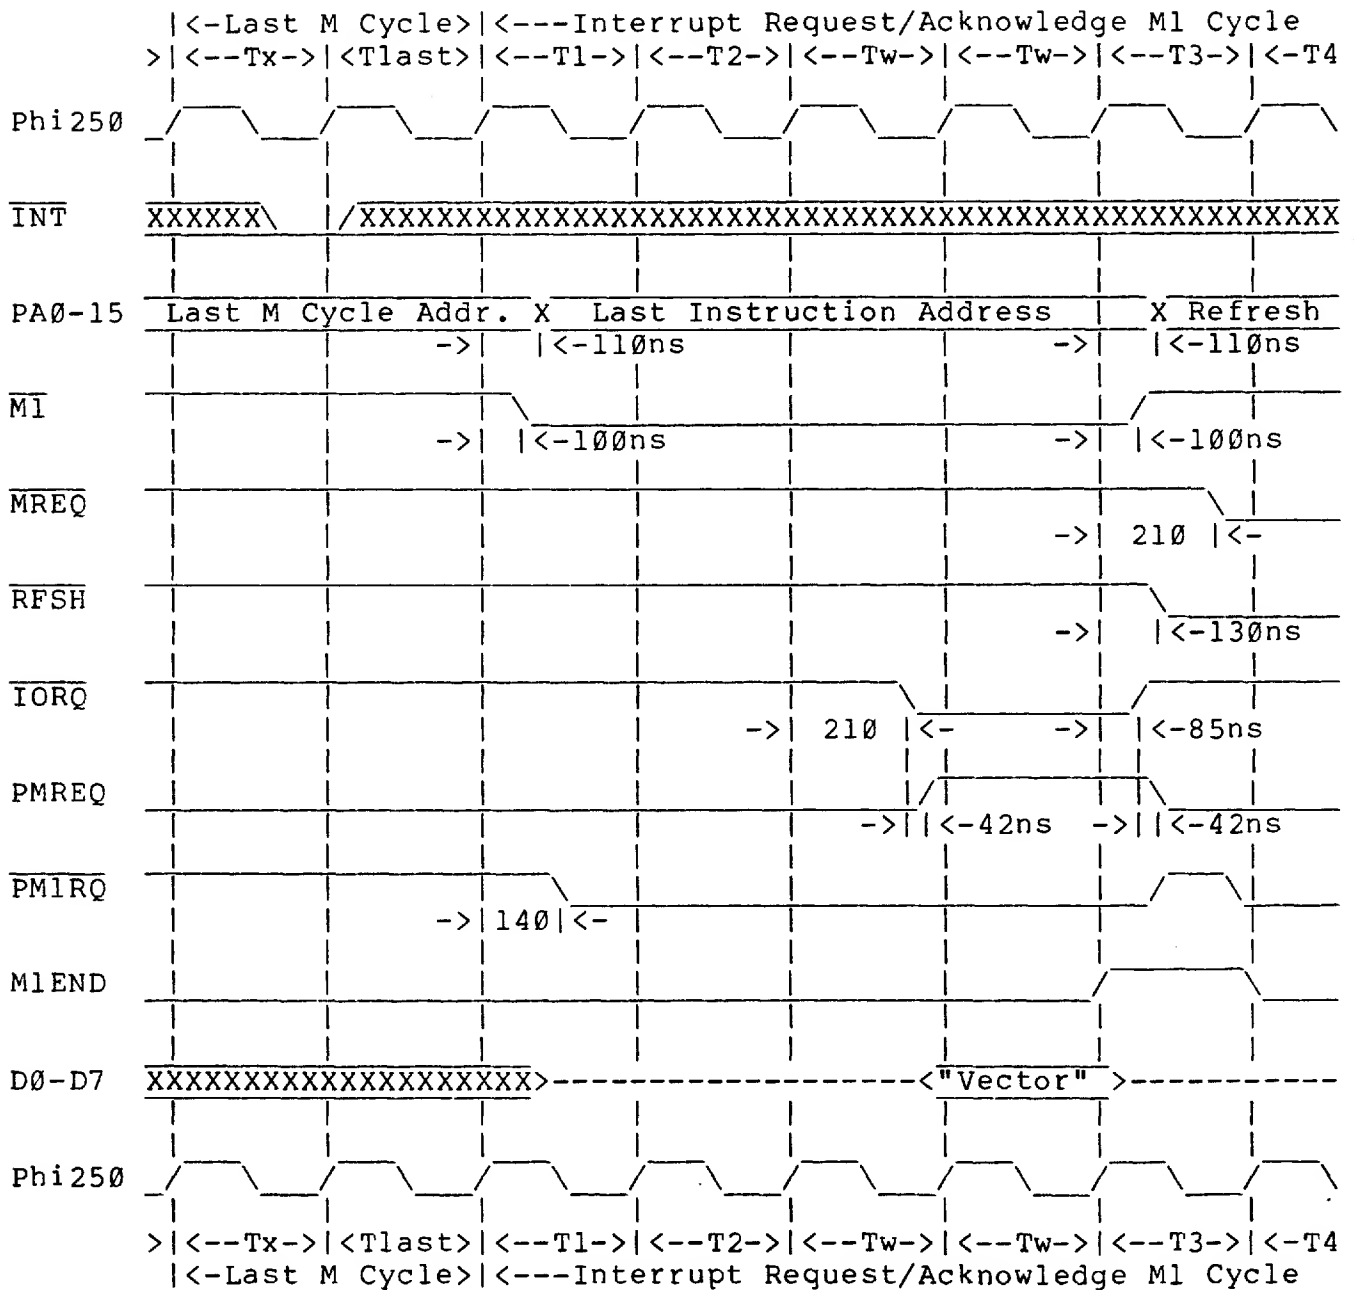 |<-Last M Cycle>|<---Interrupt Request/Acknowledge M1 Cycle
>|<--Tx->|<Tlast>|<--T1->|<--T2->|<--Tw->|<--Tw->|<--T3->|<-T4
Phi250
INT XXXXXX\ /XXXXXXXXXXXXXXXXXXXXXXXXXXXXXXXXXXXXXXXXXXXXXXXXXXX
PA0-15 Last M Cycle Addr. X Last Instruction Address | X Refresh
->| |<-110ns ->| |<-110ns
M1
->| |<-100ns ->| |<-100ns
MREQ
->| 210 |<-
RFSH
->| |<-130ns
IORQ
->| 210 |<- ->| |<-85ns
PMREQ
->||<-42ns ->||<-42ns
PM1RQ
->|140|<-
M1END
D0-D7 XXXXXXXXXXXXXXXXXXXX>-------------------<"Vector" >-----------
Phi250
>|<--Tx->|<Tlast>|<--T1->|<--T2->|<--Tw->|<--Tw->|<--T3->|<-T4
|<-Last M Cycle>|<---Interrupt Request/Acknowledge M1 Cycle